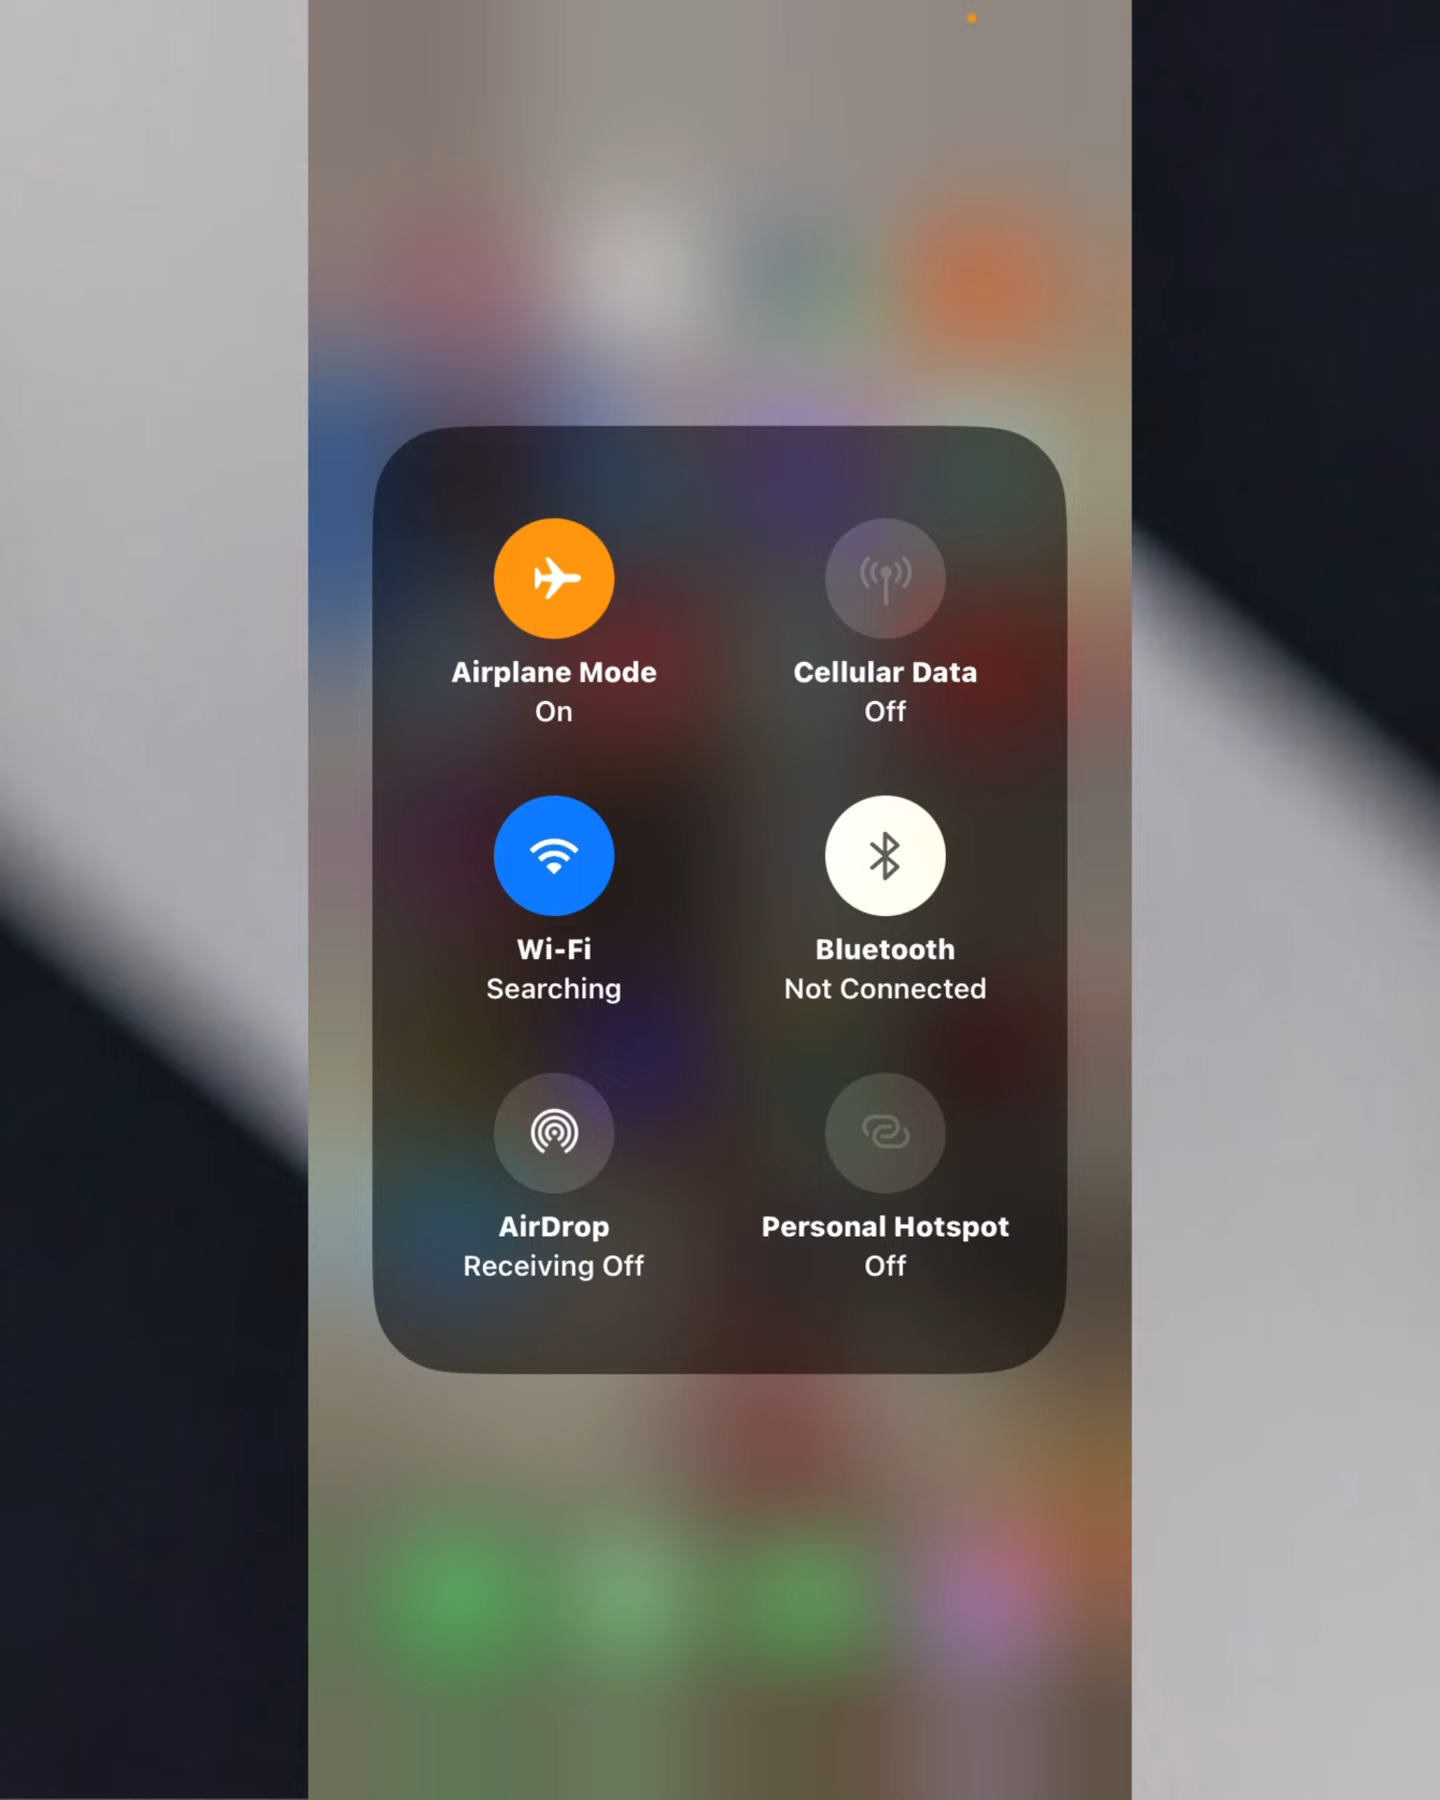 Airplane Mode
On
Cellular Data
Off
Wi-Fi
Searching
Bluetooth
Not Connected
AirDrop
Receiving Off
Personal Hotspot
Off